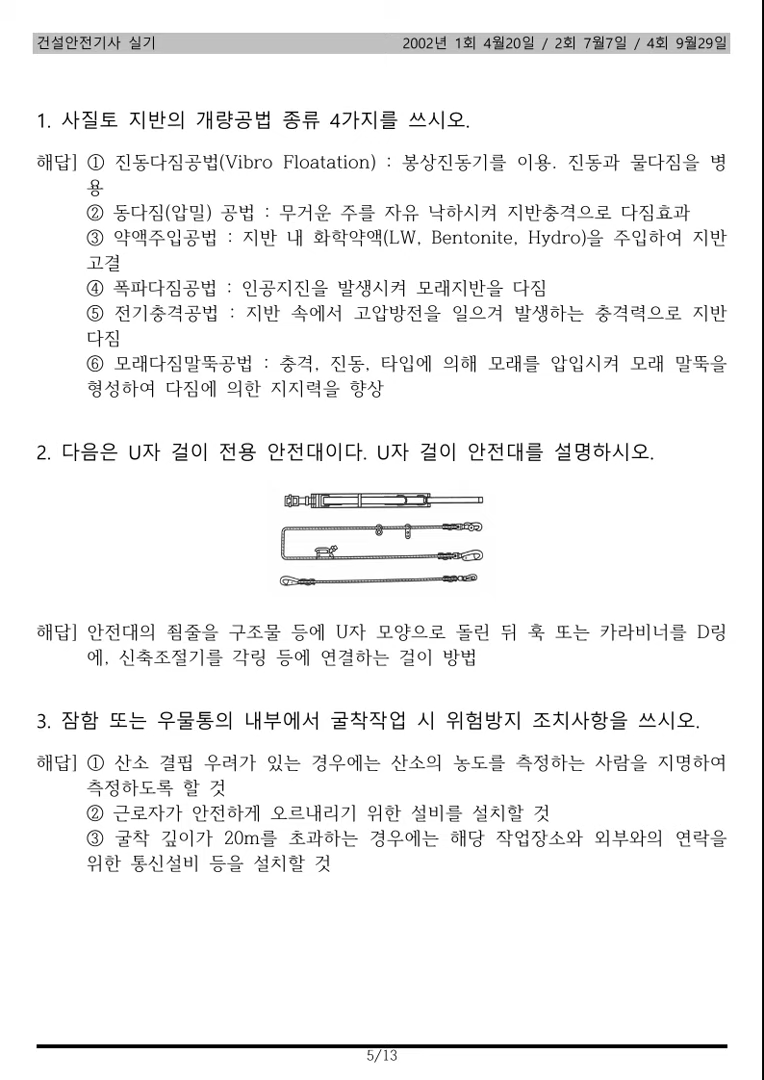 건설안전기사 실기 2002년 1회 4월20일 / 2회 7월7일 / 4회 9월29일
1. 사질토 지반의 개량공법 종류 4가지를 쓰시오.
해답] ① 진동다짐공법(Vibro Floatation) : 봉상진동기를 이용. 진동과 물다짐을 병
용
② 동다짐(압밀) 공법 : 무거운 추를 자유 낙하시켜 지반충격으로 다짐효과
③ 약액주입공법 : 지반 내 화학약액(LW, Bentonite, Hydro)을 주입하여 지반
고결
④ 폭파다짐공법 : 인공지진을 발생시켜 모래지반을 다짐
⑤ 전기충격공법 : 지반 속에서 고압방전을 일으켜 발생하는 충격력으로 지반
다짐
⑥ 모래다짐말뚝공법 : 충격, 진동, 타입에 의해 모래를 압입시켜 모래 말뚝을
형성하여 다짐에 의한 지지력을 향상
2. 다음은 U자 걸이 전용 안전대이다. U자 걸이 안전대를 설명하시오.
해답] 안전대의 죔줄을 구조물 등에 U자 모양으로 돌린 뒤 훅 또는 카라비너를 D링
에, 신축조절기를 각링 등에 연결하는 걸이 방법
3. 잠함 또는 우물통의 내부에서 굴착작업 시 위험방지 조치사항을 쓰시오.
해답] ① 산소 결핍 우려가 있는 경우에는 산소의 농도를 측정하는 사람을 지명하여
측정하도록 할 것
② 근로자가 안전하게 오르내리기 위한 설비를 설치할 것
③ 굴착 깊이가 20m를 초과하는 경우에는 해당 작업장소와 외부와의 연락을
위한 통신설비 등을 설치할 것
5/13